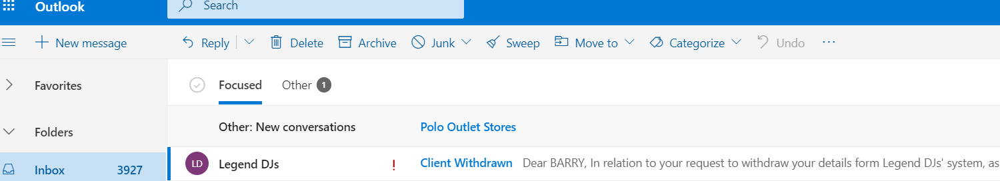 Outlook Search
New message Reply Delete Archive Junk Sweep Move to Categorize Undo ...
Favorites Focused Other 1
Folders Other: New conversations Polo Outlet Stores
Inbox 3927 LD Legend DJs ! Client Withdrawn Dear BARRY, In relation to your request to withdraw your details form Legend DJs' system, as